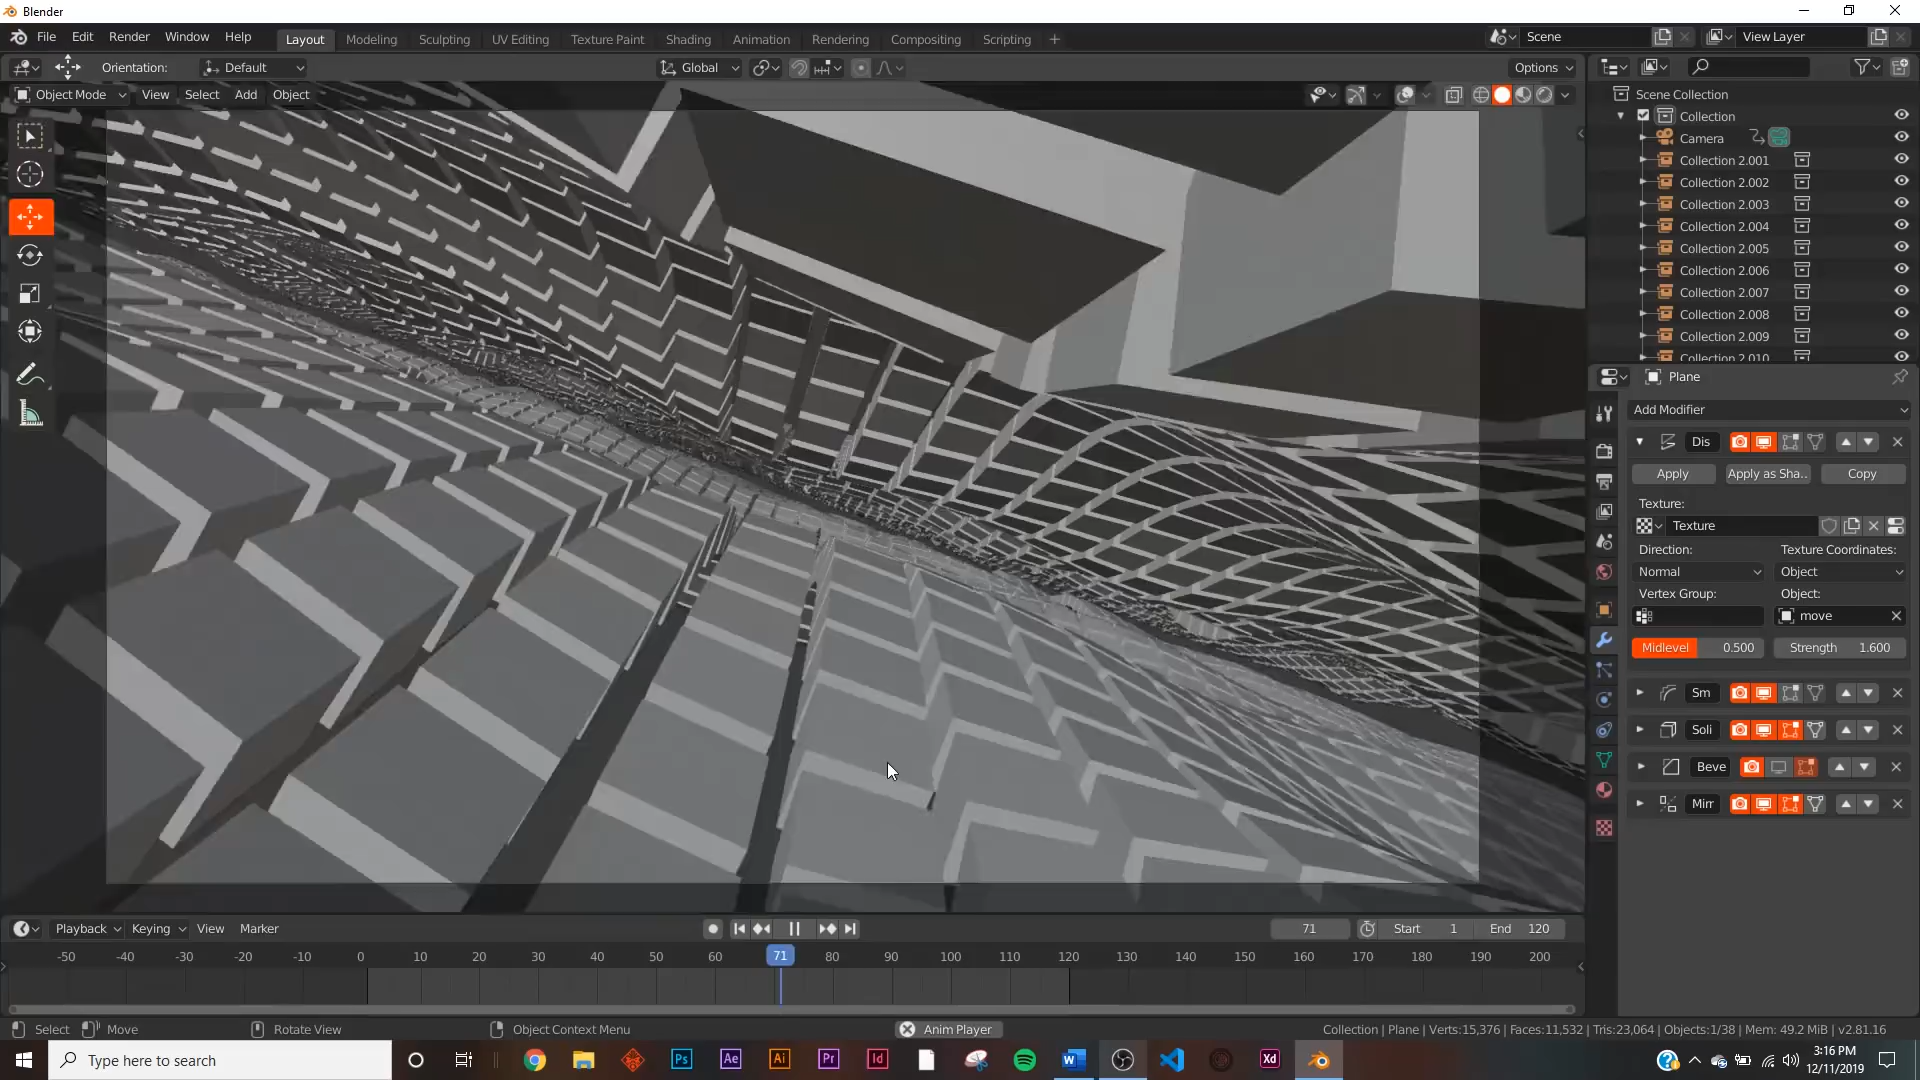 Blender
File Edit Render Window Help Layout Modeling Sculpting UV Editing Texture Paint Shading Animation Rendering Compositing Scripting + Scene View Layer
Orientation: Default Global Options
Object Mode View Select Add Object
Scene Collection
Collection
Camera
Collection 2.001
Collection 2.002
Collection 2.003
Collection 2.004
Collection 2.005
Collection 2.006
Collection 2.007
Collection 2.008
Collection 2.009
Collection 2.010
Plane
Add Modifier
Dis
Apply Apply as Sha.. Copy
Texture:
Texture
Direction: Texture Coordinates:
Normal Object
Vertex Group: Object:
move
Midlevel 0.500 Strength 1.600
Sm
Soli
Beve
Mirr
Playback Keying View Marker 71 Start 1 End 120
-50 -40 -30 -20 -10 0 10 20 30 40 50 60 71 80 90 100 110 120 130 140 150 160 170 180 190 200
Select Move Rotate View Object Context Menu Anim Player Collection | Plane | Verts:15,376 | Faces:11,532 | Tris:23,064 | Objects:1/38 | Mem: 49.2 MiB | v2.81.16
Type here to search Ps Ae Ai Pr Id W Xd 3:16 PM
12/11/2019